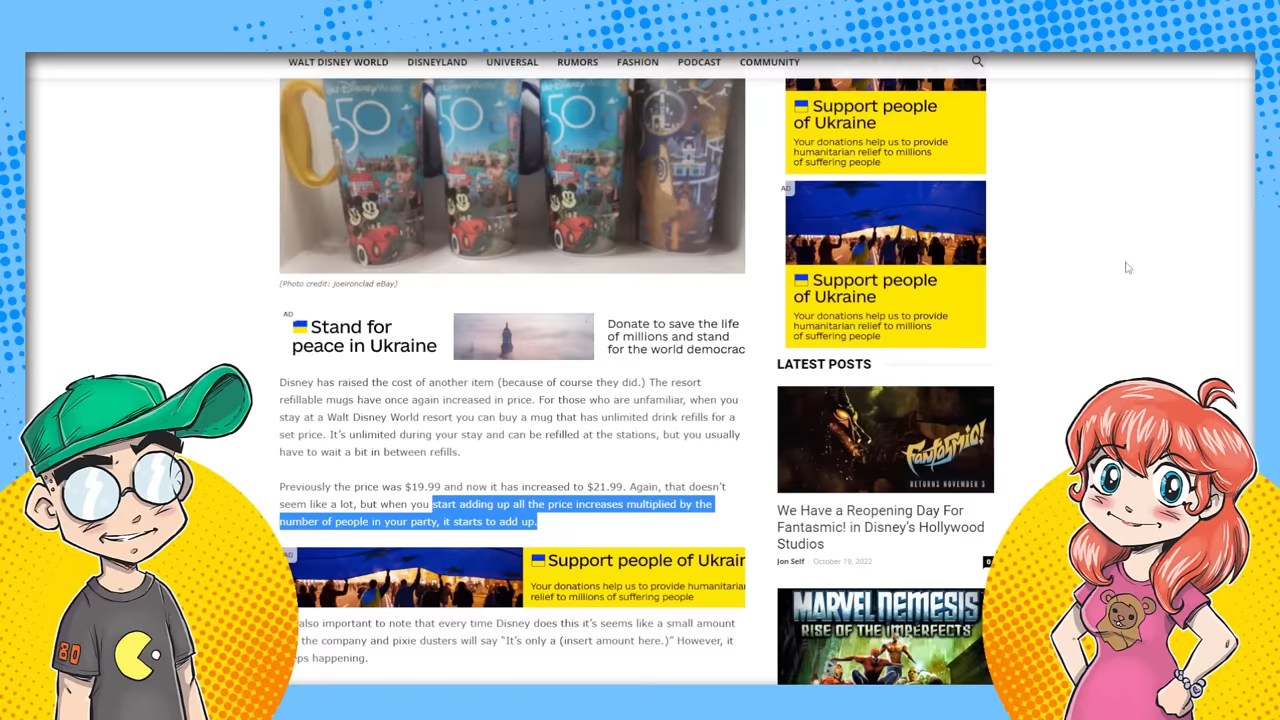 WALT DISNEY WORLD DISNEYLAND UNIVERSAL RUMORS FASHION PODCAST COMMUNITY
50
50
50
(Photo credit: joeironclad eBay)
AD
Stand for
peace in Ukraine
Donate to save the life
of millions and stand
for the world democrac
Disney has raised the cost of another item (because of course they did.) The resort
refillable mugs have once again increased in price. For those who are unfamiliar, when you
stay at a Walt Disney World resort you can buy a mug that has unlimited drink refills for a
set price. It's unlimited during your stay and can be refilled at the stations, but you usually
have to wait a bit in between refills.
Previously the price was $19.99 and now it has increased to $21.99. Again, that doesn't
seem like a lot, but when you start adding up all the price increases multiplied by the
number of people in your party, it starts to add up.
AD
Support people of Ukrair
Your donations help us to provide humanitarian
relief to millions of suffering people
also important to note that every time Disney does this it's seems like a small amount
the company and pixie dusters will say "It's only a (insert amount here.)" However, it
eps happening.
Support people
of Ukraine
Your donations help us to provide
humanitarian relief to millions
of suffering people
AD
Support people
of Ukraine
Your donations help us to provide
humanitarian relief to millions
of suffering people
LATEST POSTS
FANTASMIC!
RETURNS NOVEMBER 3
We Have a Reopening Day For
Fantasmic! in Disney's Hollywood
Studios
Jon Self - October 19, 2022
0
MARVEL NEMESIS
RISE OF THE IMPERFECTS
80